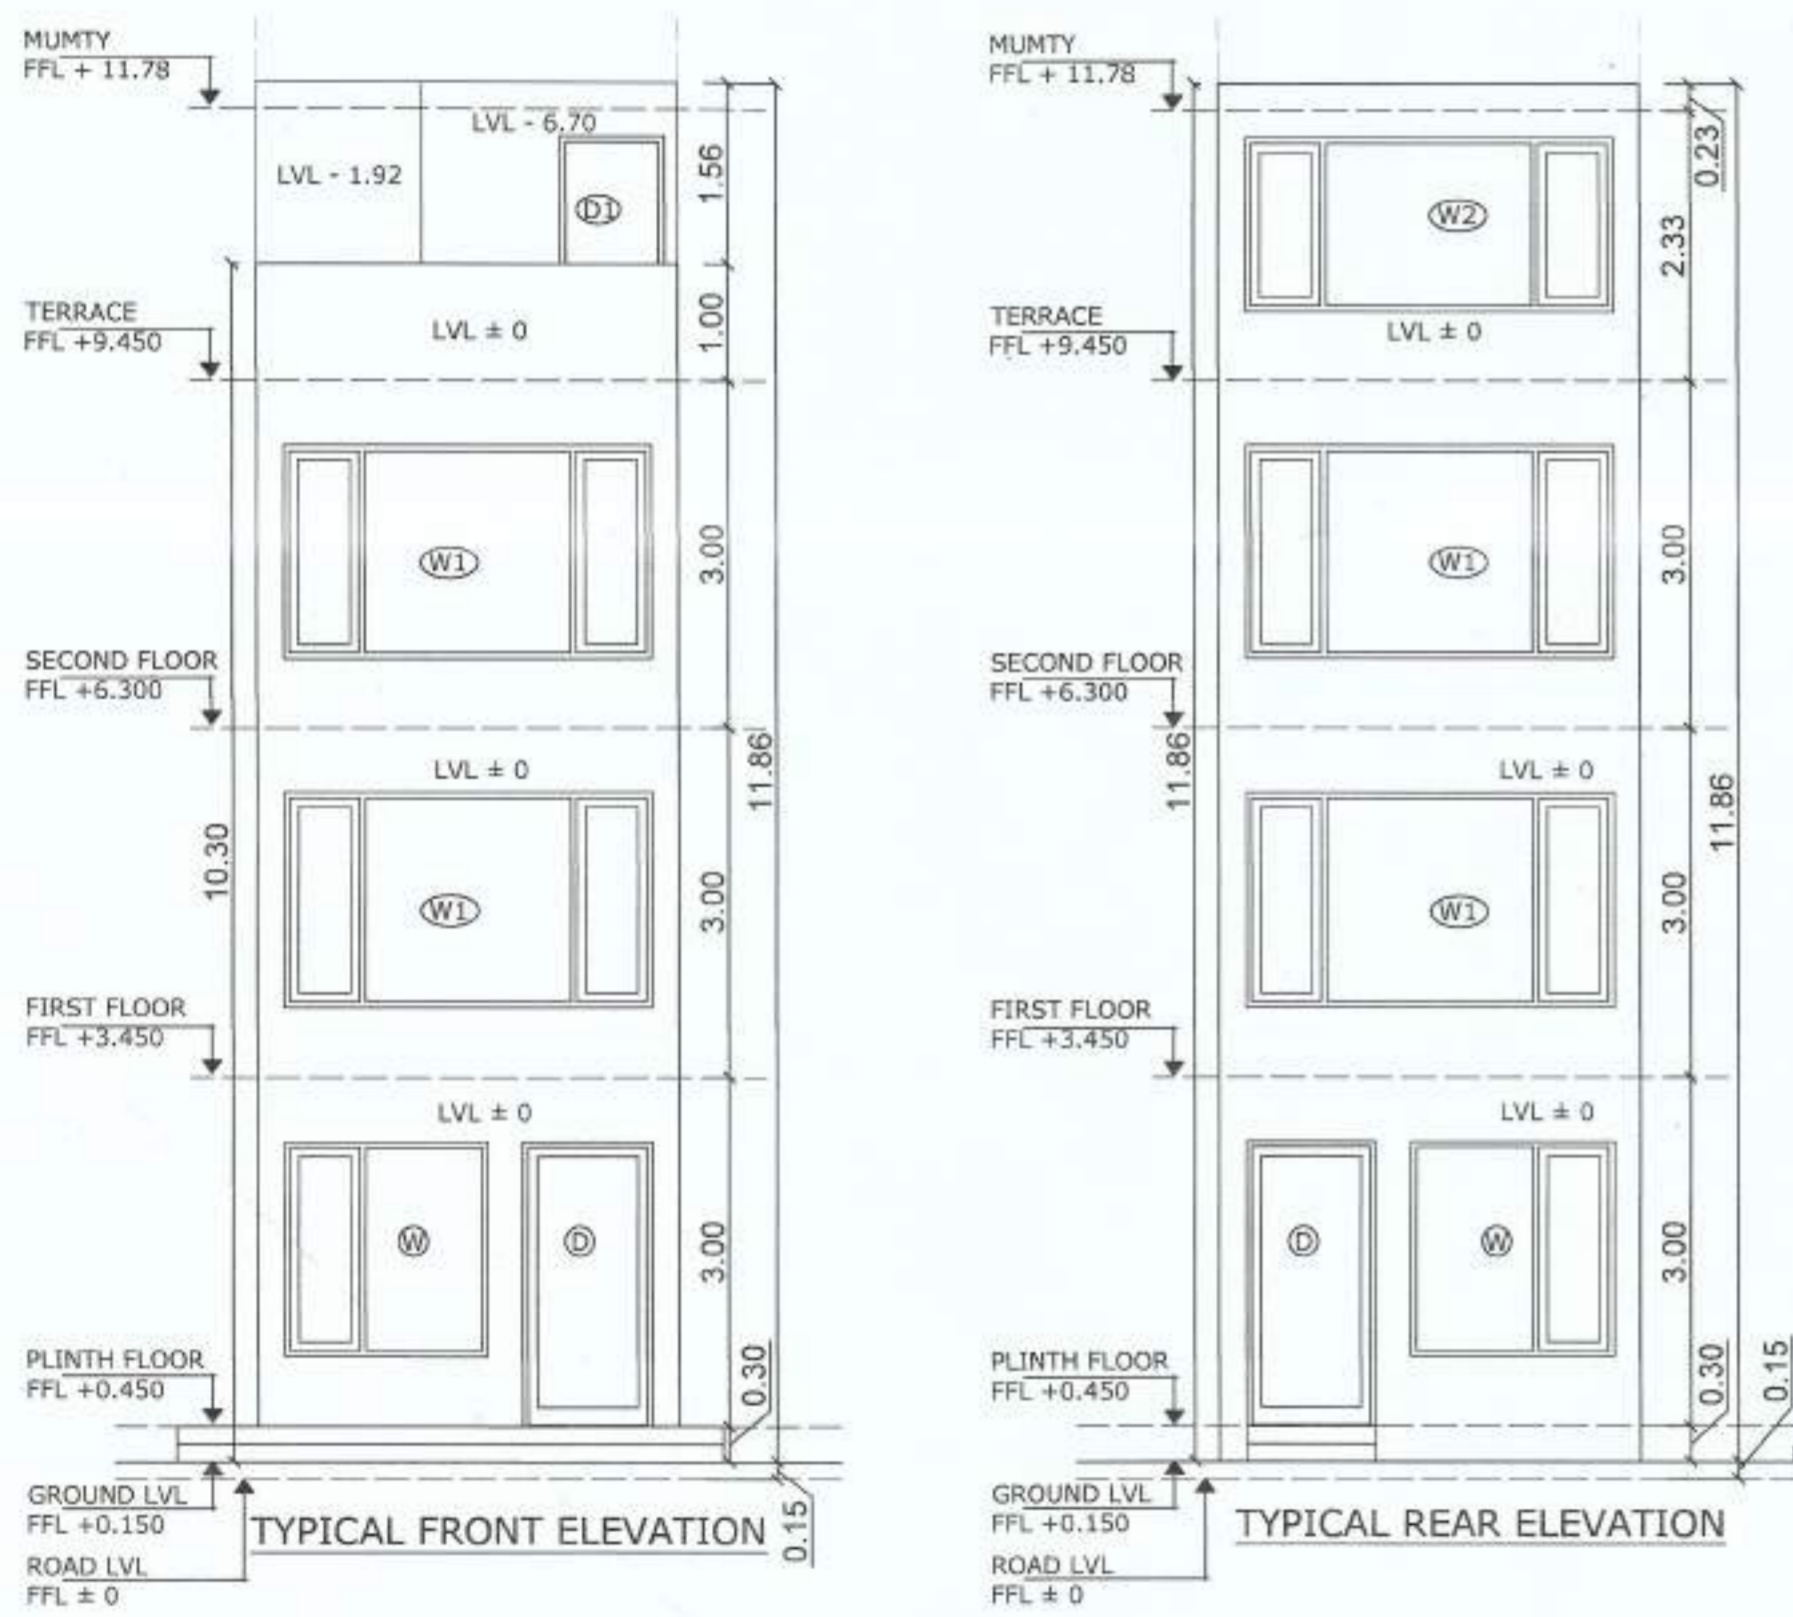 MUMTY
FFL + 11.78
LVL - 6.70
LVL - 1.92
D1
1.56
TERRACE
FFL +9.450
LVL ± 0
1.00
W1
3.00
SECOND FLOOR
FFL +6.300
LVL ± 0
11.86
W1
10.30
3.00
FIRST FLOOR
FFL +3.450
LVL ± 0
W
D
3.00
PLINTH FLOOR
FFL +0.450
0.30
GROUND LVL
FFL +0.150
0.15
ROAD LVL
FFL ± 0
TYPICAL FRONT ELEVATION
MUMTY
FFL + 11.78
0.23
W2
2.33
TERRACE
FFL +9.450
LVL ± 0
W1
3.00
SECOND FLOOR
FFL +6.300
11.86
LVL ± 0
11.86
W1
3.00
FIRST FLOOR
FFL +3.450
LVL ± 0
D
W
3.00
PLINTH FLOOR
FFL +0.450
0.30
0.15
GROUND LVL
FFL +0.150
ROAD LVL
FFL ± 0
TYPICAL REAR ELEVATION